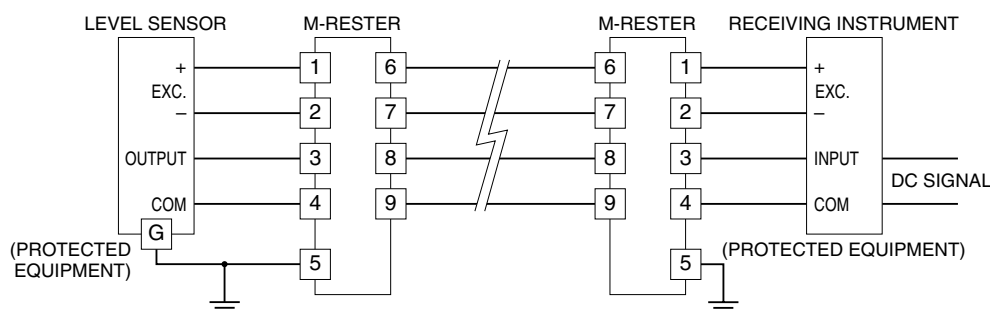 LEVEL SENSOR M-RESTER M-RESTER RECEIVING INSTRUMENT
+ 1 6 6 1 +
EXC. EXC.
– 2 7 7 2 –
OUTPUT 3 8 8 3 INPUT
DC SIGNAL
COM 4 9 9 4 COM
G
(PROTECTED EQUIPMENT) 5 5 (PROTECTED EQUIPMENT)